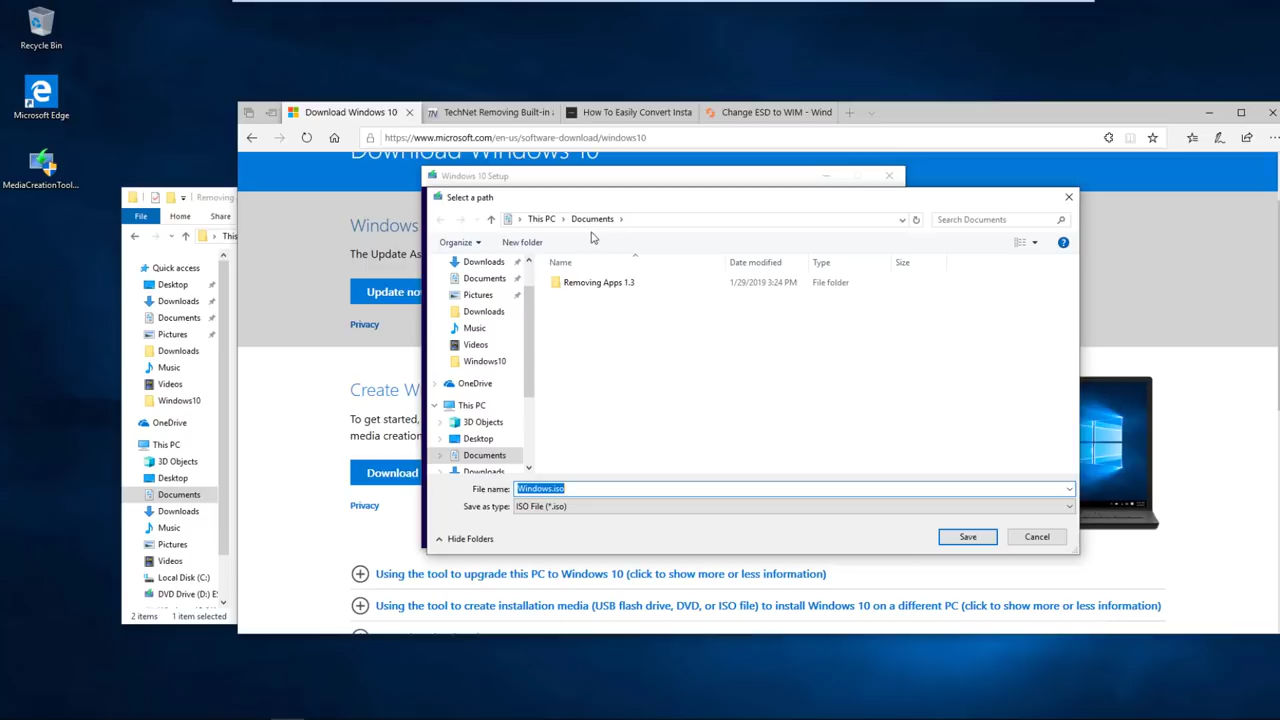 Recycle Bin
Microsoft Edge
MediaCreationTool...
Download Windows 10
TechNet Removing Built-in a
How To Easily Convert Insta
Change ESD to WIM - Wind
https://www.microsoft.com/en-us/software-download/windows10
Download Windows 10
Windows
The Update As
Update no
Privacy
Create W
To get started,
media creation
Download
Privacy
Using the tool to upgrade this PC to Windows 10 (click to show more or less information)
Using the tool to create installation media (USB flash drive, DVD, or ISO file) to install Windows 10 on a different PC (click to show more or less information)
Removing
File Home Share
This
Quick access
Desktop
Downloads
Documents
Pictures
Downloads
Music
Videos
Windows10
OneDrive
This PC
3D Objects
Desktop
Documents
Downloads
Music
Pictures
Videos
Local Disk (C:)
DVD Drive (D:) ES
2 items 1 item selected
Windows 10 Setup
Select a path
This PC > Documents >
Search Documents
Organize
New folder
Downloads
Documents
Pictures
Downloads
Music
Videos
Windows10
OneDrive
This PC
3D Objects
Desktop
Documents
Downloads
Name Date modified Type Size
Removing Apps 1.3 1/29/2019 3:24 PM File folder
File name: Windows.iso
Save as type: ISO File (*.iso)
Hide Folders
Save
Cancel